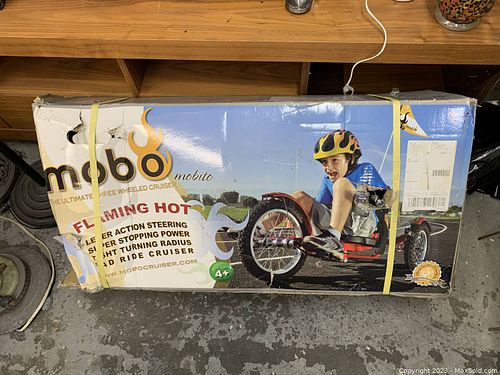 mobo
mobito
THE ULTIMATE THREE WHEELED CRUISER
FLAMING HOT
LEVER ACTION STEERING
SUPER STOPPING POWER
TIGHT TURNING RADIUS
RIDE CRUISER
WWW.MOBOCRUISER.COM
4+
Copyright 2023 - MaxSold.com